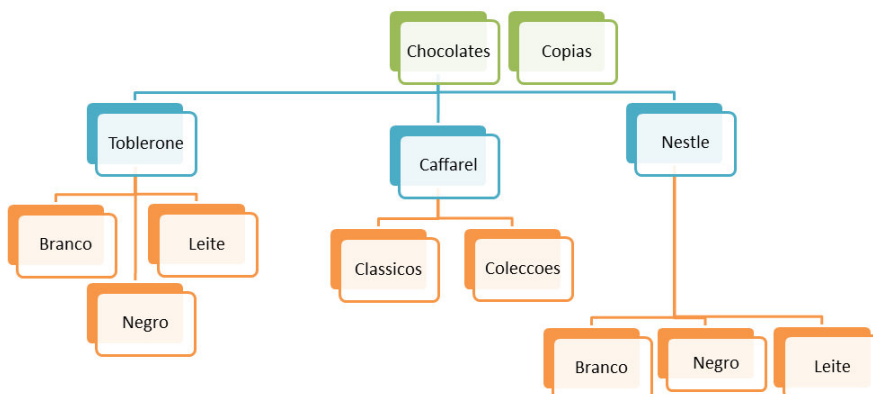 Chocolates
Copias
Toblerone
Caffarel
Nestle
Branco
Leite
Negro
Classicos
Coleccoes
Branco
Negro
Leite